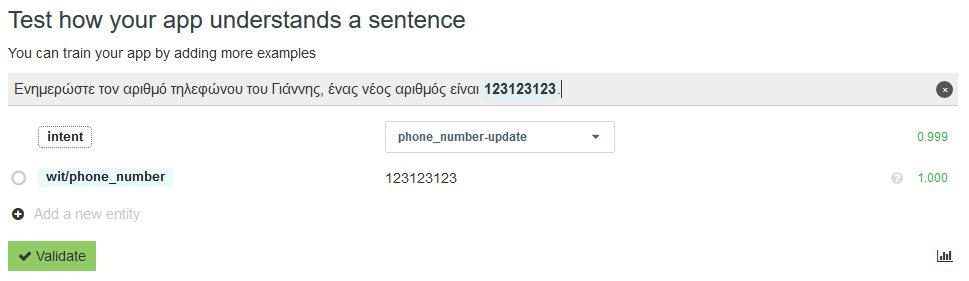 Test how your app understands a sentence
You can train your app by adding more examples
Ενημερώστε τον αριθμό τηλεφώνου του Γιάννης, ένας νέος αριθμός είναι 123123123.
intent phone_number-update 0.999
wit/phone_number 123123123 ? 1.000
Add a new entity
Validate